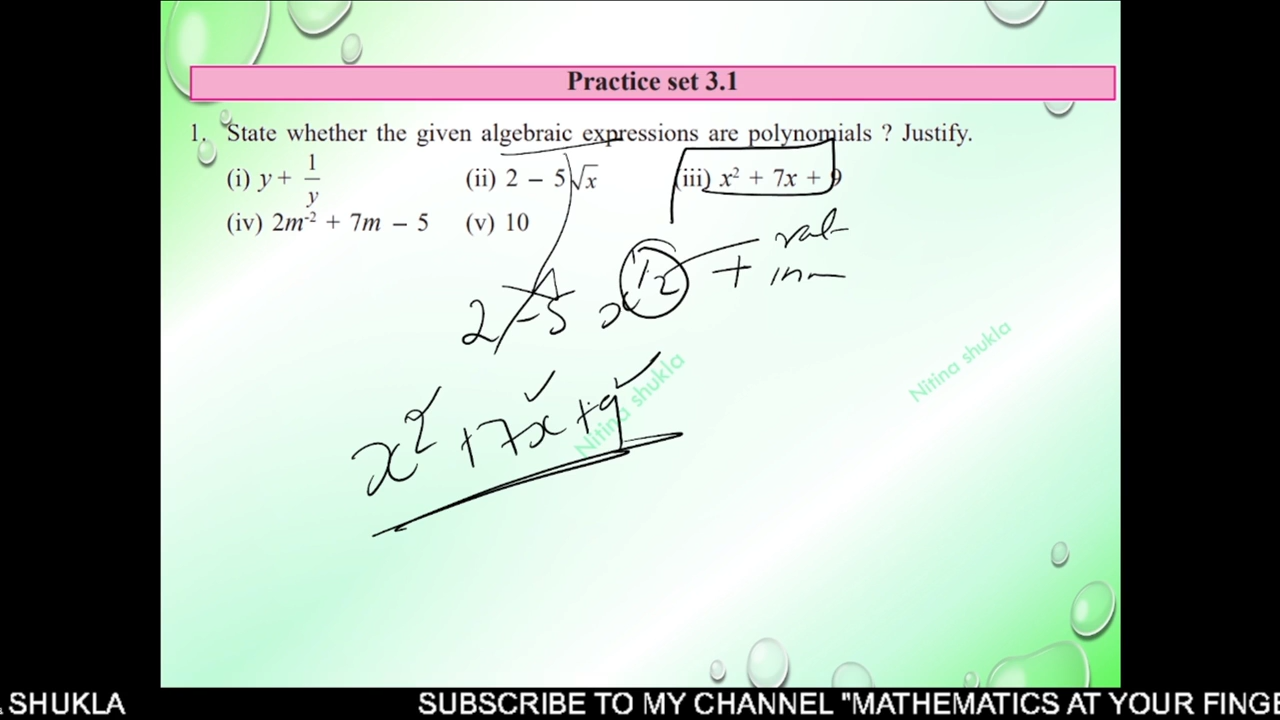 Practice set 3.1
1. State whether the given algebraic expressions are polynomials ? Justify.
(i) y + 1/y (ii) 2 − 5√x (iii) x² + 7x + 9
(iv) 2m⁻² + 7m − 5 (v) 10
2 − 5 x^1/2 +
x² + 7x + 9
Nitina shukla
Nitina shukla
SHUKLA SUBSCRIBE TO MY CHANNEL "MATHEMATICS AT YOUR FINGE